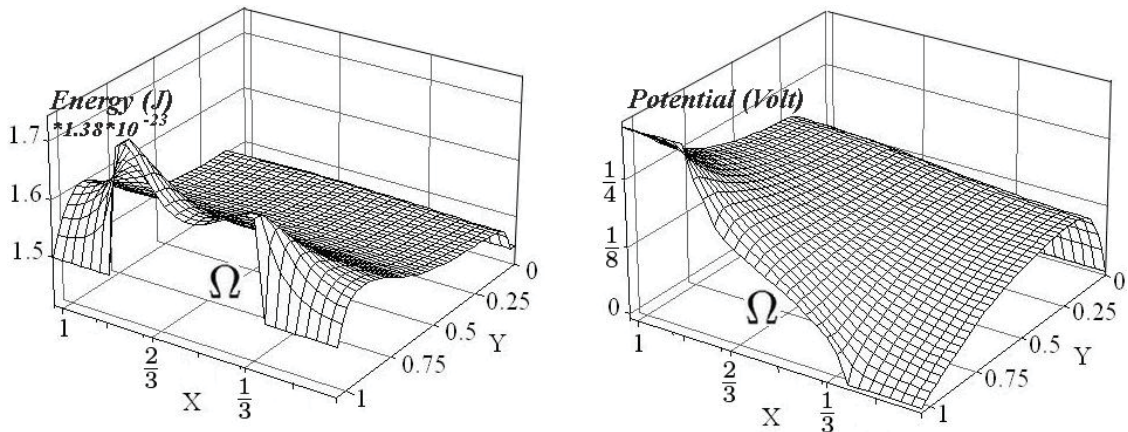 Energy (J)
*1.38*10^-23
1.7
1.6
1.5
Ω
1
2/3
1/3
X
0
0.25
0.5
0.75
1
Y
Potential (Volt)
1/4
1/8
0
Ω
1
2/3
1/3
X
0
0.25
0.5
0.75
1
Y